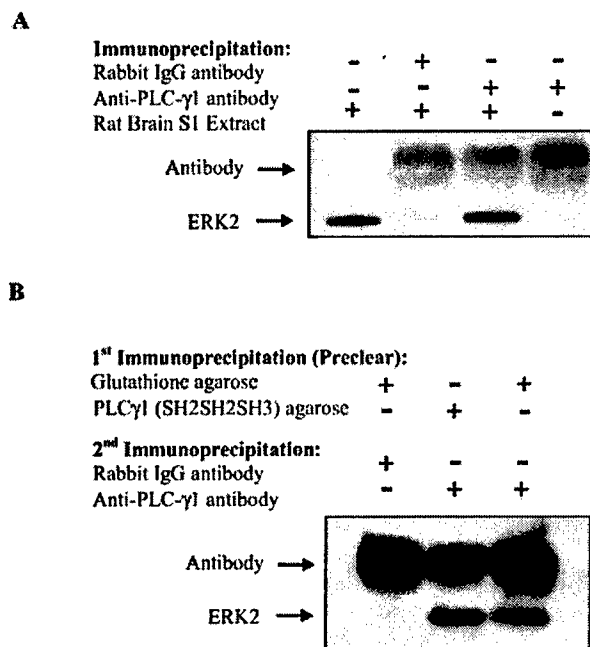 A
Immunoprecipitation:
Rabbit IgG antibody - + - -
Anti-PLC-γ1 antibody - - + +
Rat Brain S1 Extract + + + -
Antibody →
ERK2 →
B
1st Immunoprecipitation (Preclear):
Glutathione agarose + - +
PLCγ1 (SH2SH2SH3) agarose - + -
2nd Immunoprecipitation:
Rabbit IgG antibody + - -
Anti-PLC-γ1 antibody - + +
Antibody →
ERK2 →